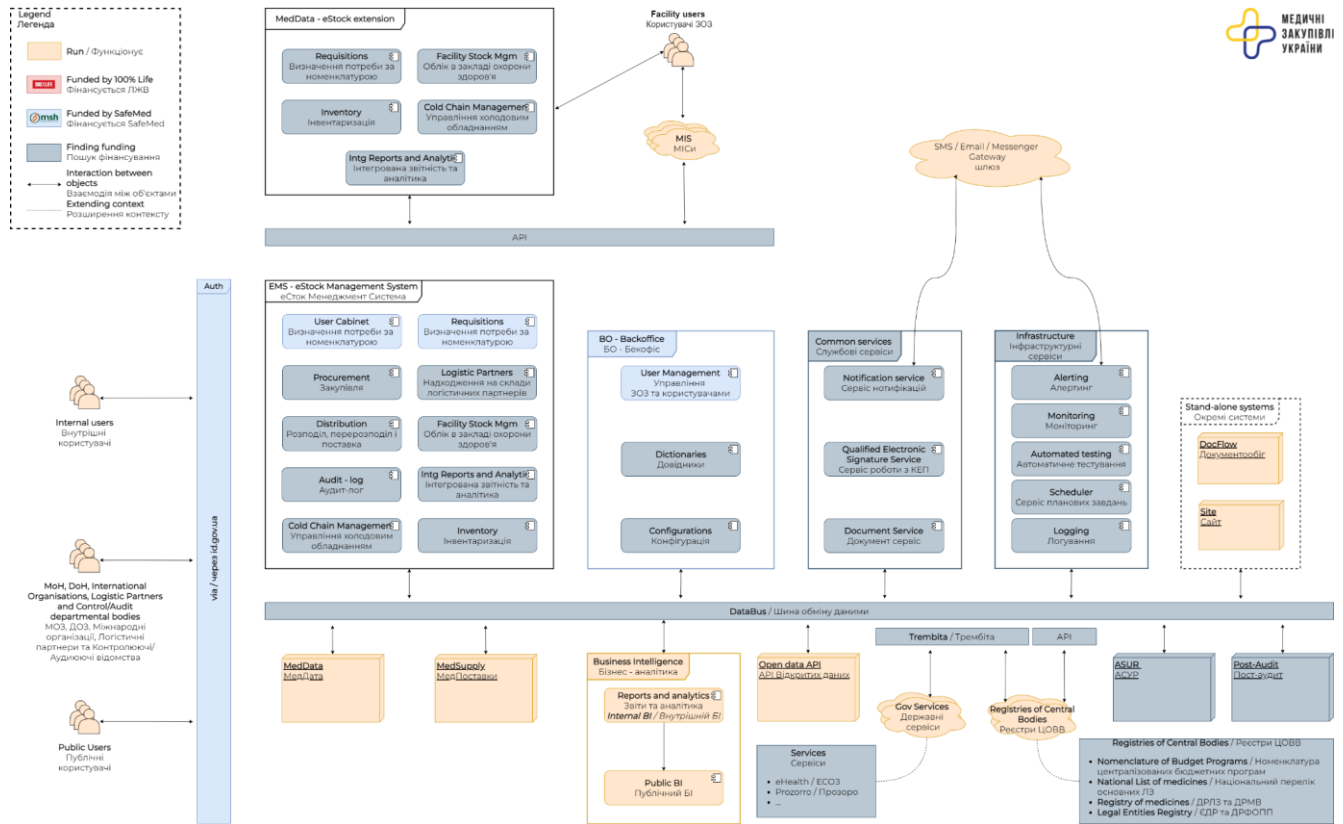 Legend
Легенда
Run / Функціонує
Funded by 100% Life
Фінансується ЛЖВ
msh
Funded by SafeMed
Фінансується SafeMed
Finding funding
Пошук фінансування
Interaction between
objects
Взаємодія між об'єктами
Extending context
Розширення контексту
MedData - eStock extension
Requisitions
Визначення потреби за
номенклатурою
Facility Stock Mgm
Облік в закладі охорони
здоров'я
Inventory
Інвентаризація
Cold Chain Management
Управління холодовим
обладнанням
Intg Reports and Analytic
Інтегрована звітність та
аналітика
Facility users
Користувачі ЗОЗ
MIS
МІСи
SMS / Email / Messenger
Gateway
шлюз
МЕДИЧНІ
ЗАКУПІВЛІ
УКРАЇНИ
API
Auth
via / через id.gov.ua
Internal users
Внутрішні
користувачі
MoH, DoH, International
Organisations, Logistic Partners
and Control/Audit
departmental bodies
МОЗ, ДОЗ, Міжнародні
організації, Логістичні
партнери та Контролюючі/
Аудиюючі відомства
Public Users
Публічні
користувачі
EMS - eStock Management System
еСток Менеджмент Система
User Cabinet
Визначення потреби за
номенклатурою
Requisitions
Визначення потреби за
номенклатурою
Procurement
Закупівля
Logistic Partners
Надходження на склади
логістичних партнерів
Distribution
Розподіл, перерозподіл і
поставка
Facility Stock Mgm
Облік в закладі охорони
здоров'я
Audit - log
Аудит-лог
Intg Reports and Analytic
Інтегрована звітність та
аналітика
Cold Chain Management
Управління холодовим
обладнанням
Inventory
Інвентаризація
BO - Backoffice
БО - Бекофіс
User Management
Управління
ЗОЗ та користувачами
Dictionaries
Довідники
Configurations
Конфігурація
Common services
Службові сервіси
Notification service
Сервіс нотифікацій
Qualified Electronic
Signature Service
Сервіс роботи з КЕП
Document Service
Документ сервіс
Infrastructure
Інфраструктурні
сервіси
Alerting
Алертинг
Monitoring
Моніторинг
Automated testing
Автоматичне тестування
Scheduler
Сервіс планових завдань
Logging
Логування
Stand-alone systems
Окремі системи
DocFlow
Документообіг
Site
Сайт
DataBus / Шина обміну даними
MedData
МедДата
MedSupply
МедПоставки
Business Intelligence
Бізнес - аналітика
Reports and analytics
Звіти та аналітика
Internal BI / Внутрішній БІ
Public BI
Публічний БІ
Open data API
АРІ Відкритих даних
Trembita / Трембіта
API
Gov Services
Державні
сервіси
Registries of Central
Bodies
Реєстри ЦОВВ
ASUR
АСУР
Post-Audit
Пост-аудит
Services
Сервіси
• eHealth / ЕСОЗ
• Prozorro / Прозоро
• ...
Registries of Central Bodies / Реєстри ЦОВВ
• Nomenclature of Budget Programs / Номенклатура
централізованих бюджетних програм
• National List of medicines / Національний перелік
основних ЛЗ
• Registry of medicines / ДРЛЗ та ДРМВ
• Legal Entities Registry / ЄДР та ДРФОПП